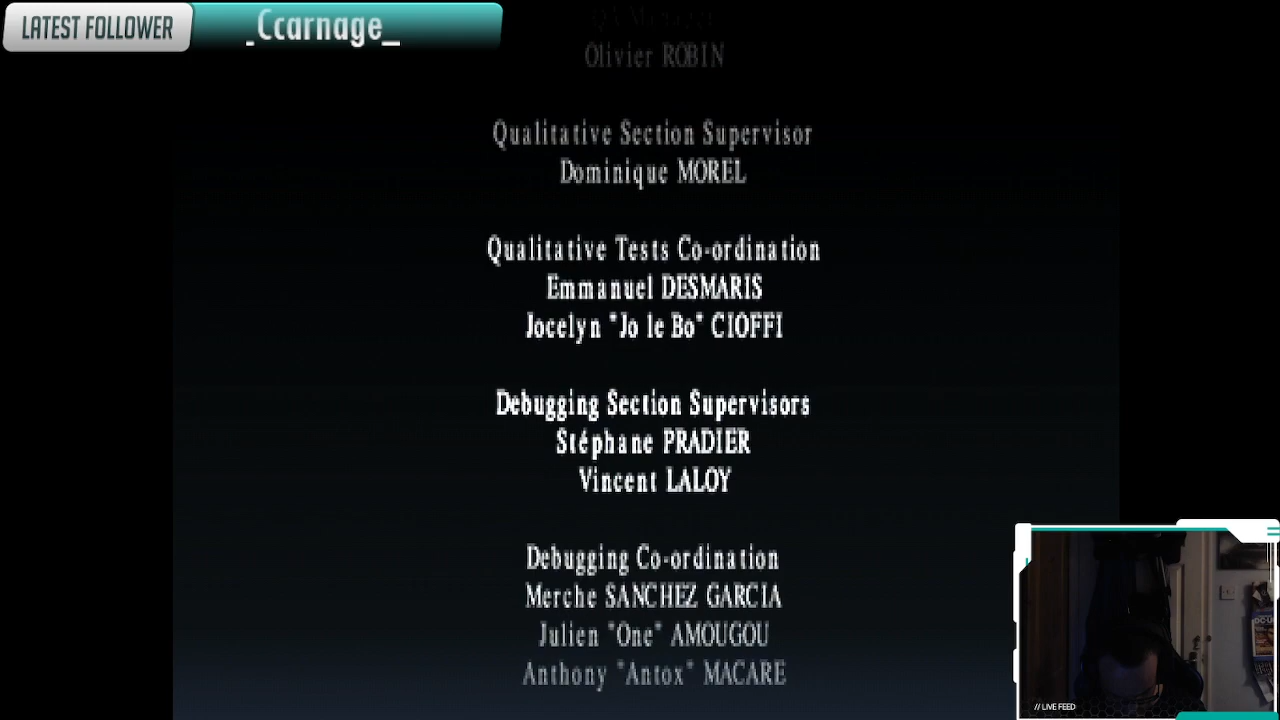 LATEST FOLLOWER
_Ccarnage_
QA Manager
Olivier ROBIN
Qualitative Section Supervisor
Dominique MOREL
Qualitative Tests Co-ordination
Emmanuel DESMARIS
Jocelyn "Jo le Bo" CIOFFI
Debugging Section Supervisors
Stéphane PRADIER
Vincent LALOY
Debugging Co-ordination
Merche SANCHEZ GARCIA
Julien "One" AMOUGOU
Anthony "Antox" MACARE
// LIVE FEED